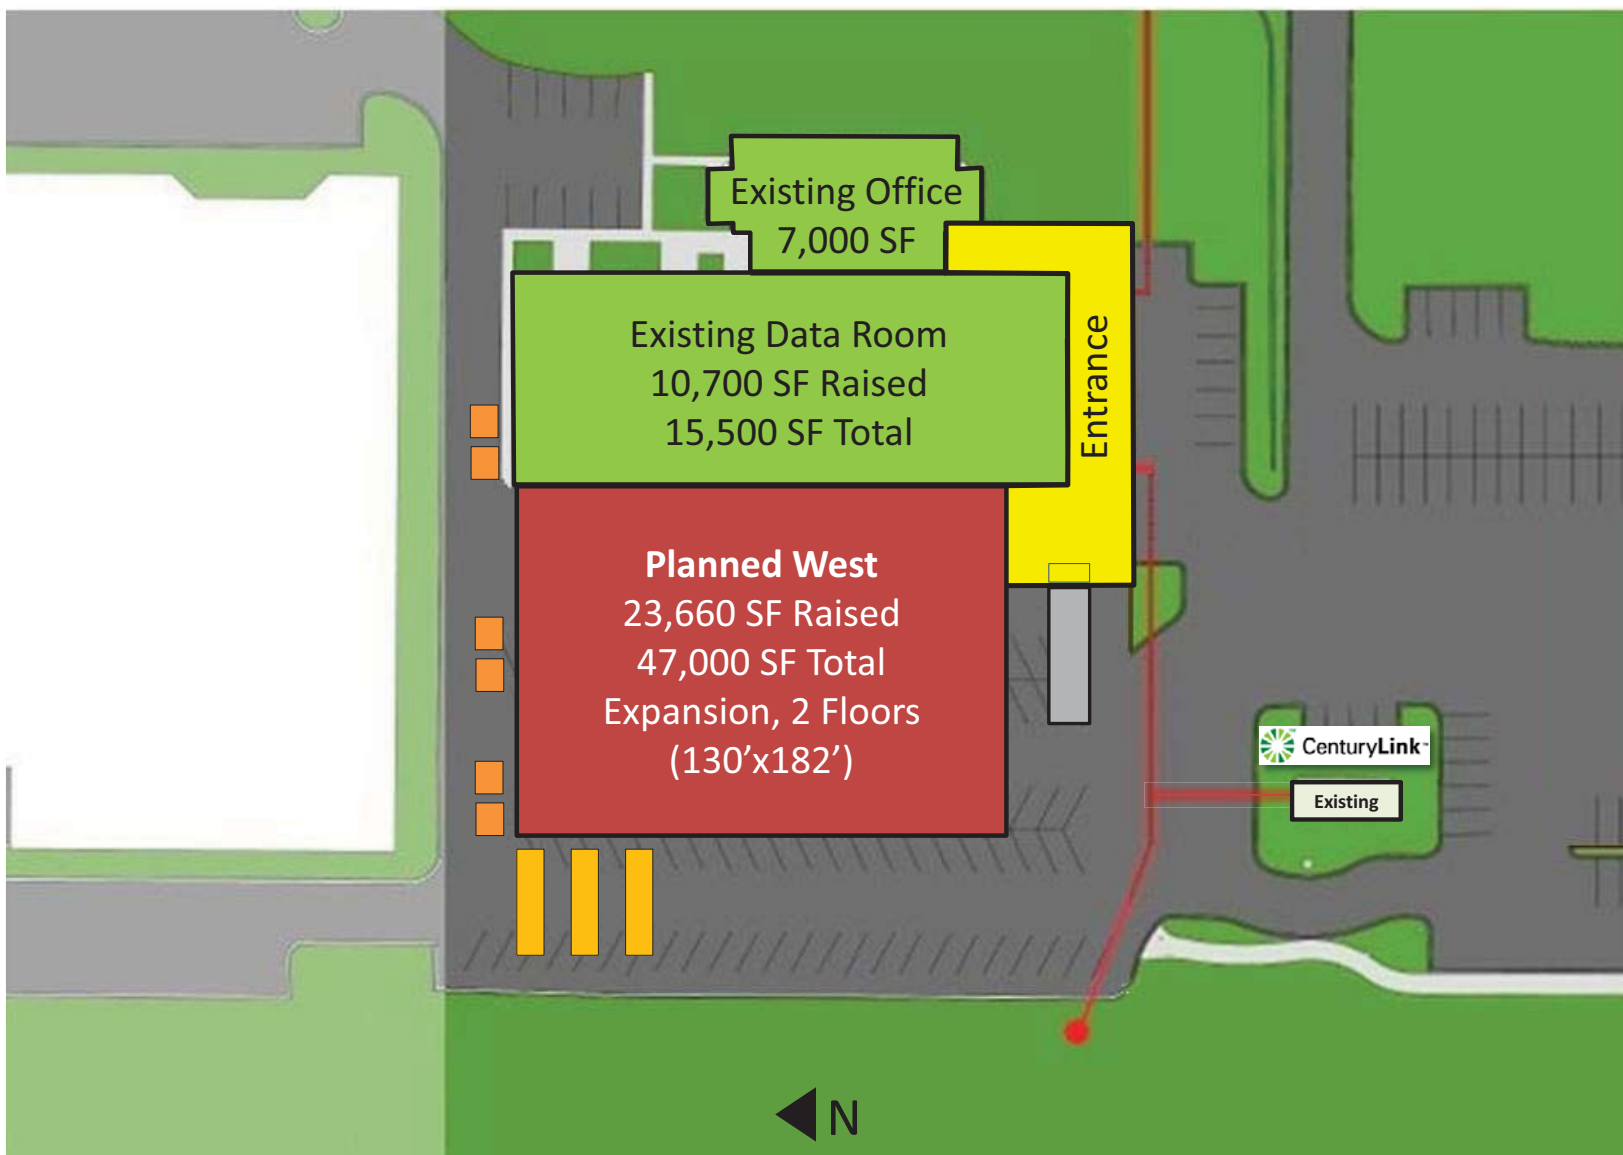 Existing Office
7,000 SF
Existing Data Room
10,700 SF Raised
15,500 SF Total
Entrance
Planned West
23,660 SF Raised
47,000 SF Total
Expansion, 2 Floors
(130’x182’)
CenturyLink™
Existing
N